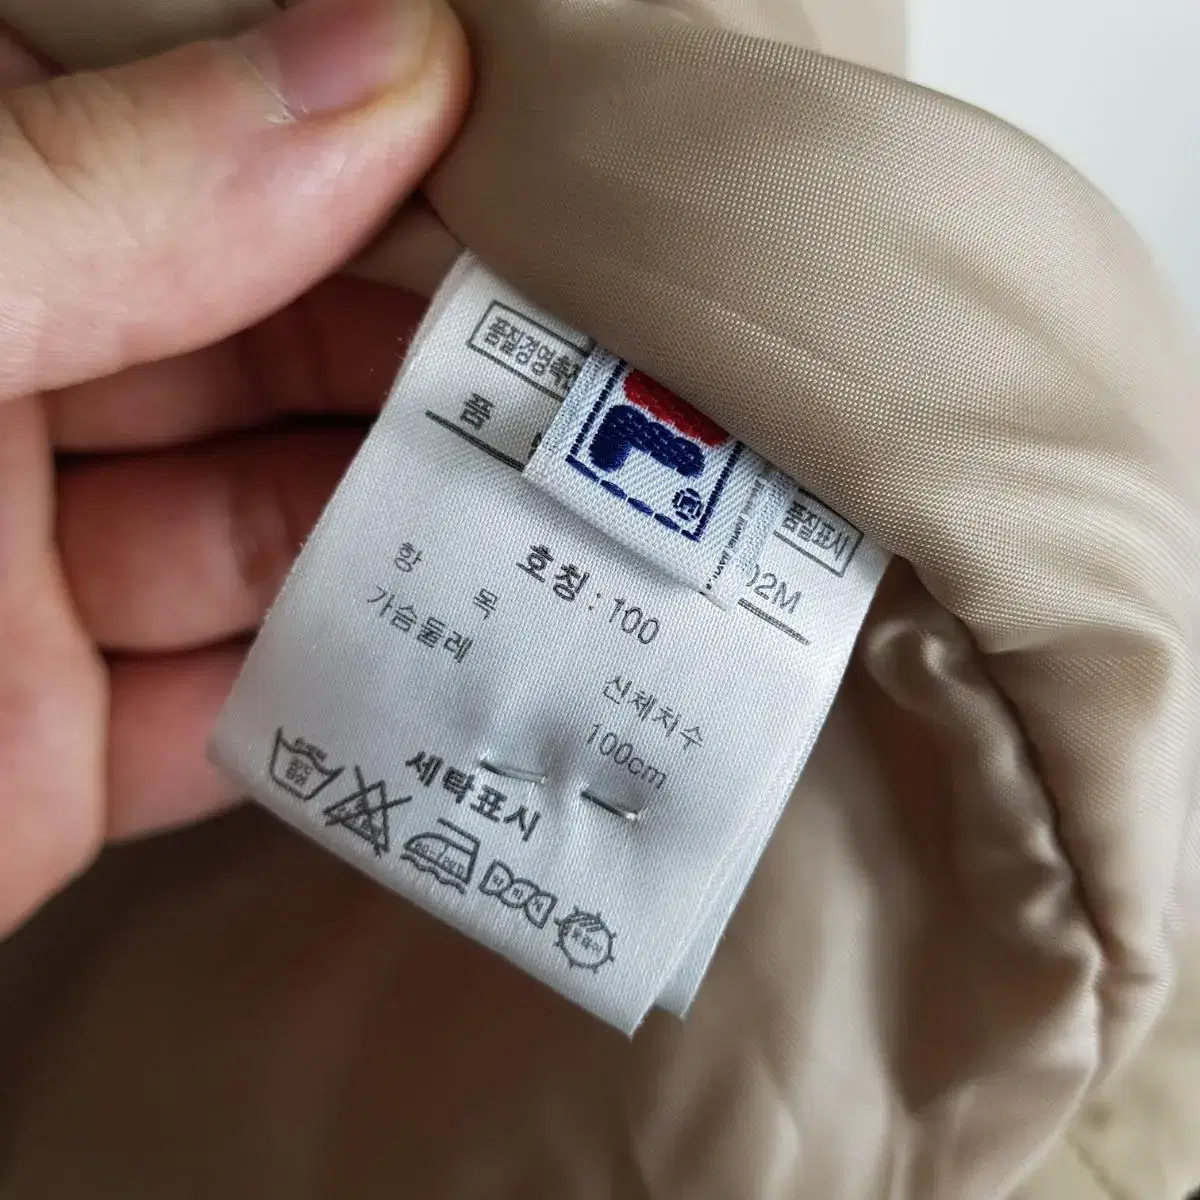 품질경영촉
품질표시
품
02M
호칭 : 100
항 목
신체치수
가슴둘레
100cm
세탁표시